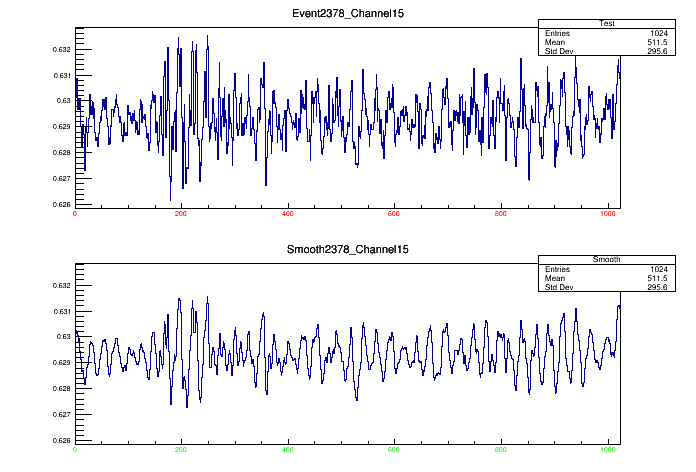 Event2378_Channel15
Test
Entries 1024
Mean 511.5
Std Dev 295.6
0.632
0.631
0.63
0.629
0.628
0.627
0.626
0 200 400 600 800 1000
Smooth2378_Channel15
Smooth
Entries 1024
Mean 511.5
Std Dev 295.6
0.632
0.631
0.63
0.629
0.628
0.627
0.626
0 200 400 600 800 1000